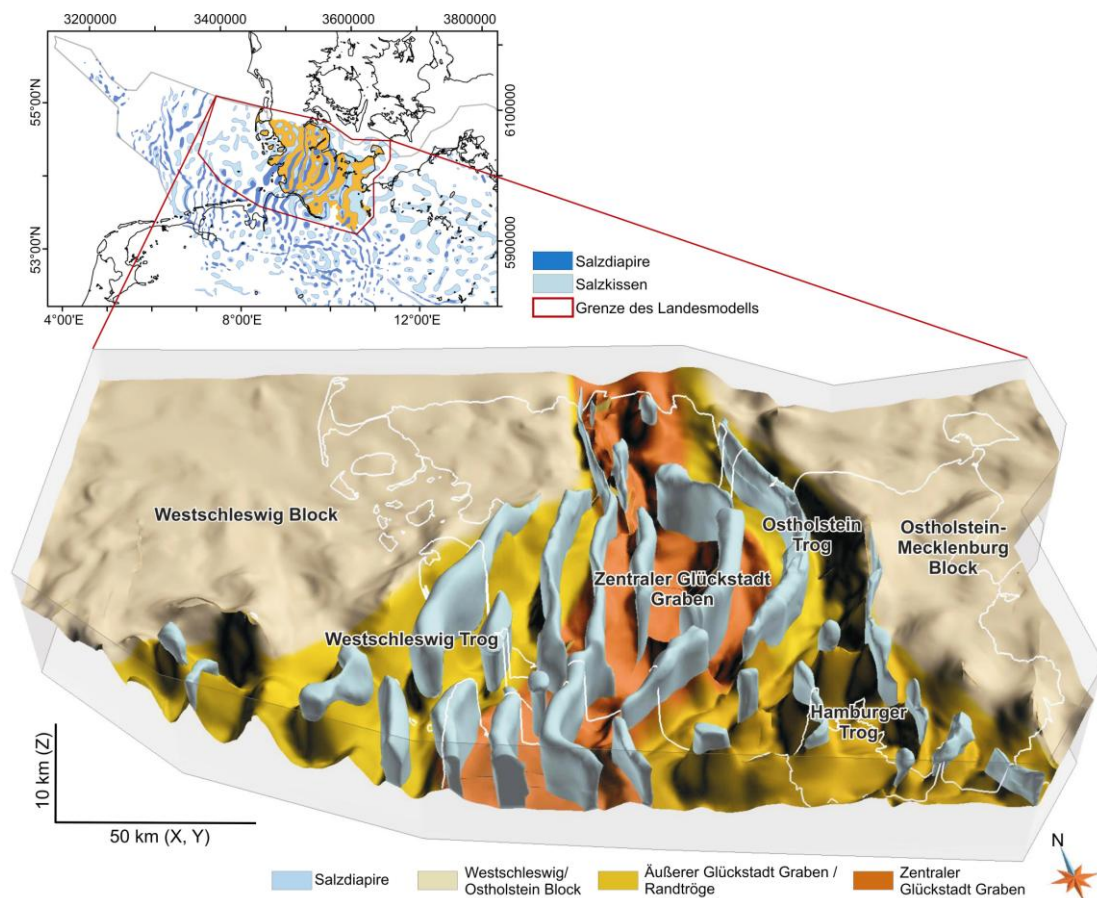 3200000 3400000 3600000 3800000
55°00'N
6100000
53°00'N
5900000
4°00'E 8°00'E 12°00'E
Salzdiapire
Salzkissen
Grenze des Landesmodells
Westschleswig Block
Ostholstein
Trog
Ostholstein-
Mecklenburg
Block
Zentraler Glückstadt
Graben
Westschleswig Trog
Hamburger
Trog
10 km (Z)
50 km (X, Y)
N
Salzdiapire
Westschleswig/
Ostholstein Block
Äußerer Glückstadt Graben /
Randtröge
Zentraler
Glückstadt Graben